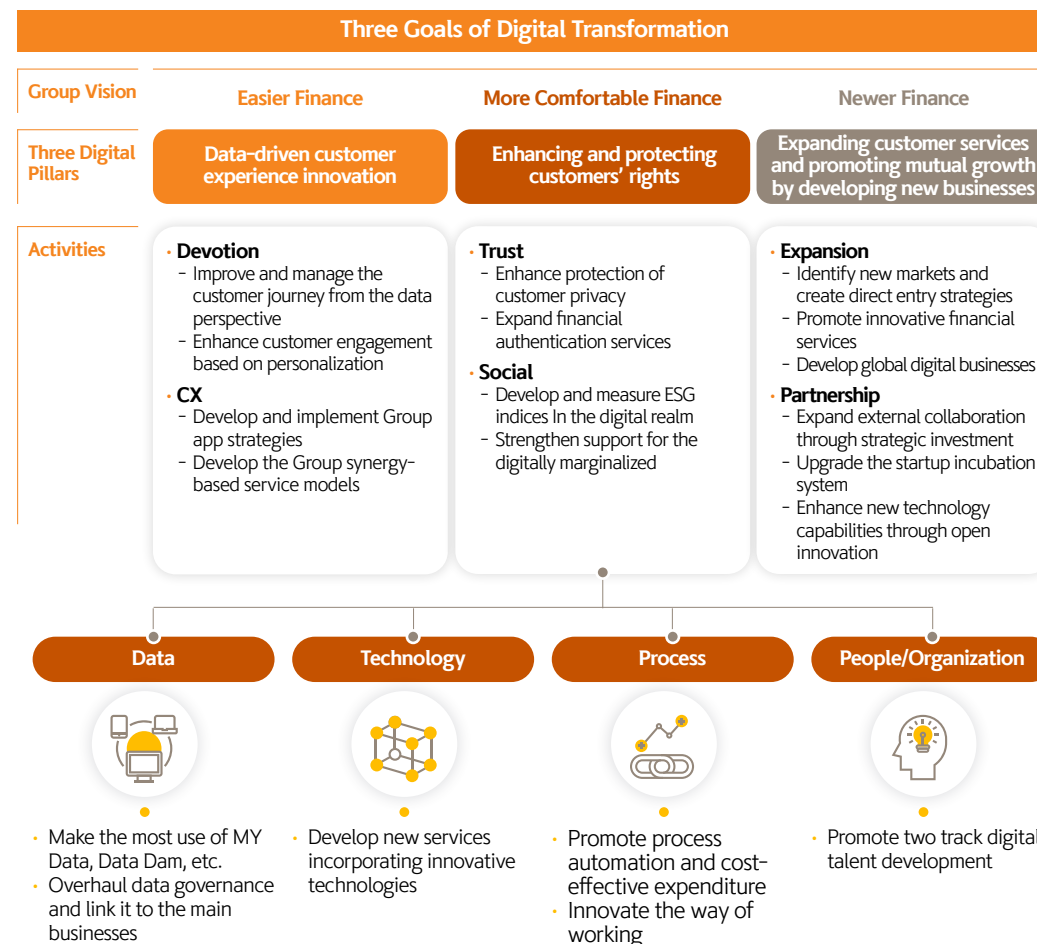 Three Goals of Digital Transformation
Group Vision
Easier Finance
More Comfortable Finance
Newer Finance
Three Digital
Pillars
Data-driven customer
experience innovation
Enhancing and protecting
customers' rights
Expanding customer services
and promoting mutual growth
by developing new businesses
Activities
· Devotion
- Improve and manage the
customer journey from the data
perspective
- Enhance customer engagement
based on personalization
· CX
- Develop and implement Group
app strategies
- Develop the Group synergy-
based service models
· Trust
- Enhance protection of
customer privacy
- Expand financial
authentication services
· Social
- Develop and measure ESG
indices In the digital realm
- Strengthen support for the
digitally marginalized
· Expansion
- Identify new markets and
create direct entry strategies
- Promote innovative financial
services
- Develop global digital businesses
· Partnership
- Expand external collaboration
through strategic investment
- Upgrade the startup incubation
system
- Enhance new technology
capabilities through open
innovation
Data
· Make the most use of MY
Data, Data Dam, etc.
· Overhaul data governance
and link it to the main
businesses
Technology
· Develop new services
incorporating innovative
technologies
Process
· Promote process
automation and cost-
effective expenditure
· Innovate the way of
working
People/Organization
· Promote two track digital
talent development